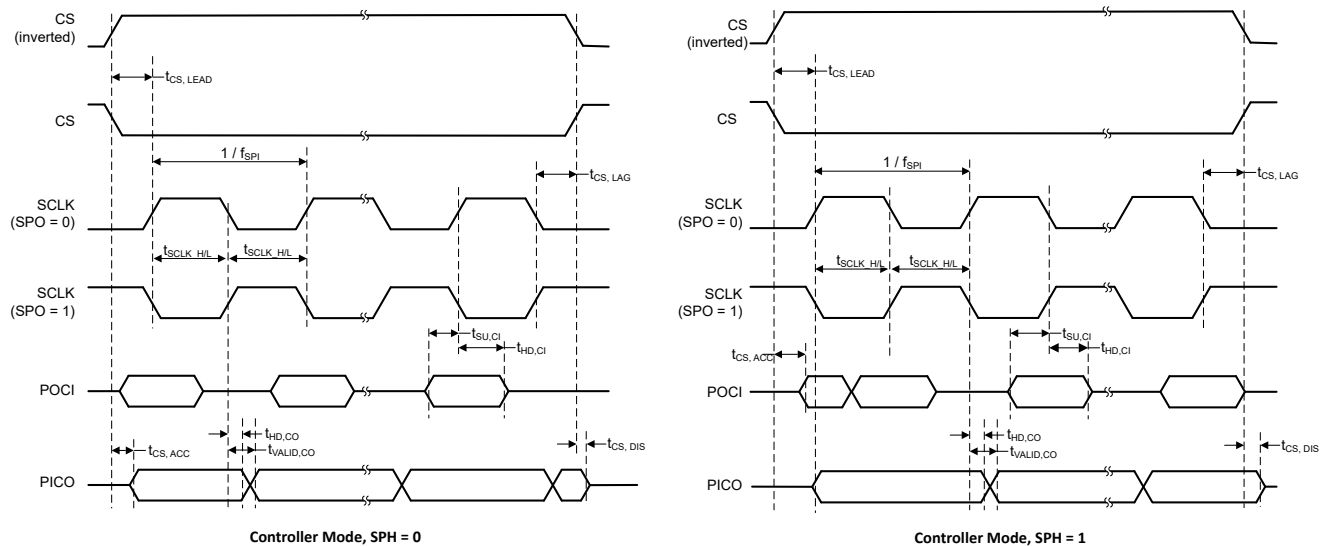 CS
(inverted)
tCS, LEAD
CS
1 / fSPI
tCS, LAG
SCLK
(SPO = 0)
tSCLK_H/L
tSCLK_H/L
SCLK
(SPO = 1)
tSU,CI
tHD,CI
POCI
tHD,CO
tCS, ACC
tVALID,CO
tCS, DIS
PICO
Controller Mode, SPH = 0
CS
(inverted)
tCS, LEAD
CS
1 / fSPI
tCS, LAG
SCLK
(SPO = 0)
tSCLK_H/L
tSCLK_H/L
SCLK
(SPO = 1)
tSU,CI
tHD,CI
tCS, ACC
POCI
tHD,CO
tVALID,CO
tCS, DIS
PICO
Controller Mode, SPH = 1